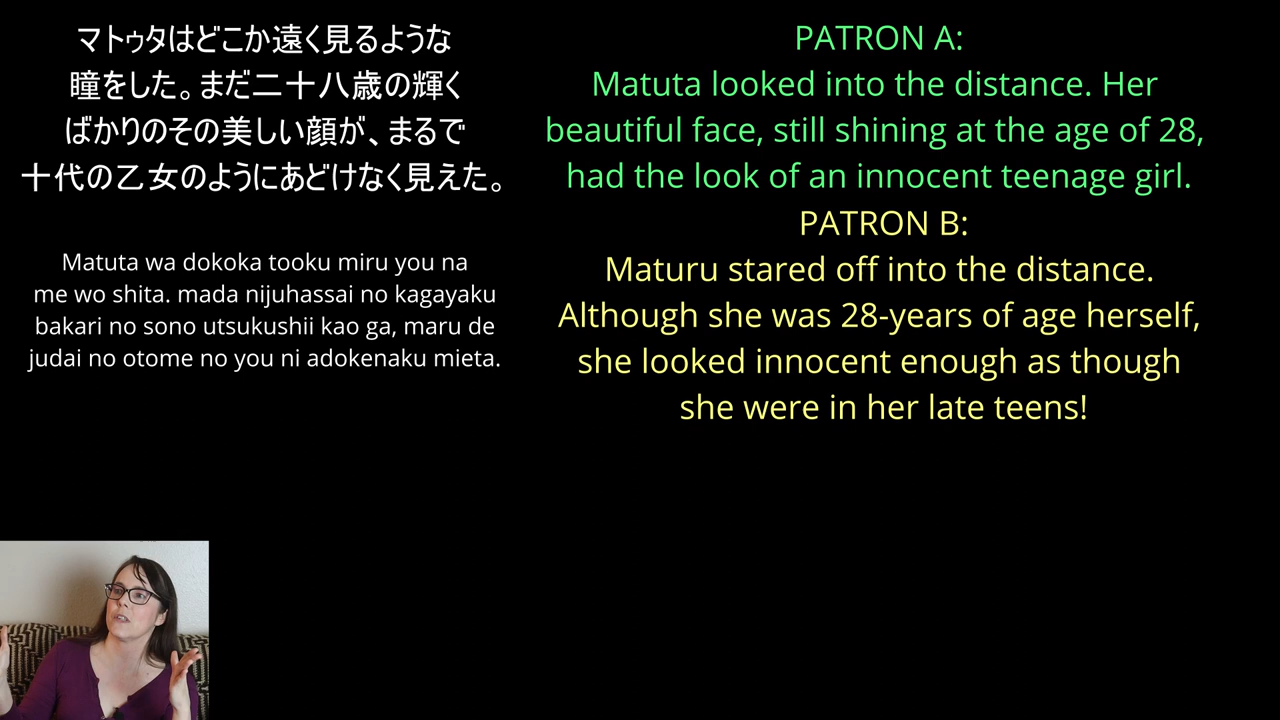 マトゥタはどこか遠く見るような
瞳をした。まだ二十八歳の輝く
ばかりのその美しい顔が、まるで
十代の乙女のようにあどけなく見えた。
Matuta wa dokoka tooku miru you na
me wo shita. mada nijuhassai no kagayaku
bakari no sono utsukushii kao ga, maru de
judai no otome no you ni adokenaku mieta.
PATRON A:
Matuta looked into the distance. Her
beautiful face, still shining at the age of 28,
had the look of an innocent teenage girl.
PATRON B:
Maturu stared off into the distance.
Although she was 28-years of age herself,
she looked innocent enough as though
she were in her late teens!